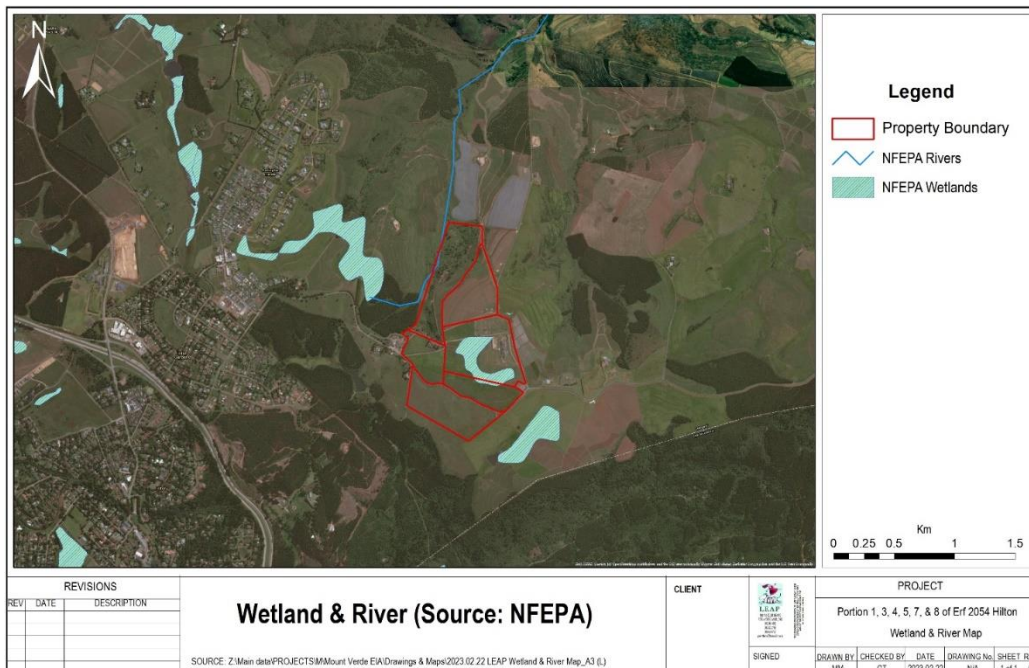 N
Legend
Property Boundary
NFEPA Rivers
NFEPA Wetlands
Km
0 0.25 0.5 1 1.5
REVISIONS
REV DATE DESCRIPTION
Wetland & River (Source: NFEPA)
SOURCE: Z:\Main data\PROJECTS\M\Mount Verde EIA\Drawings & Maps\2023.02.22 LEAP Wetland & River Map_A3 (L)
CLIENT
LEAP
SIGNED
PROJECT
Portion 1, 3, 4, 5, 7, & 8 of Erf 2054 Hilton
Wetland & River Map
DRAWN BY CHECKED BY DATE DRAWING No. SHEET R
MM GT 2023.02.22 N/A 1 of 1